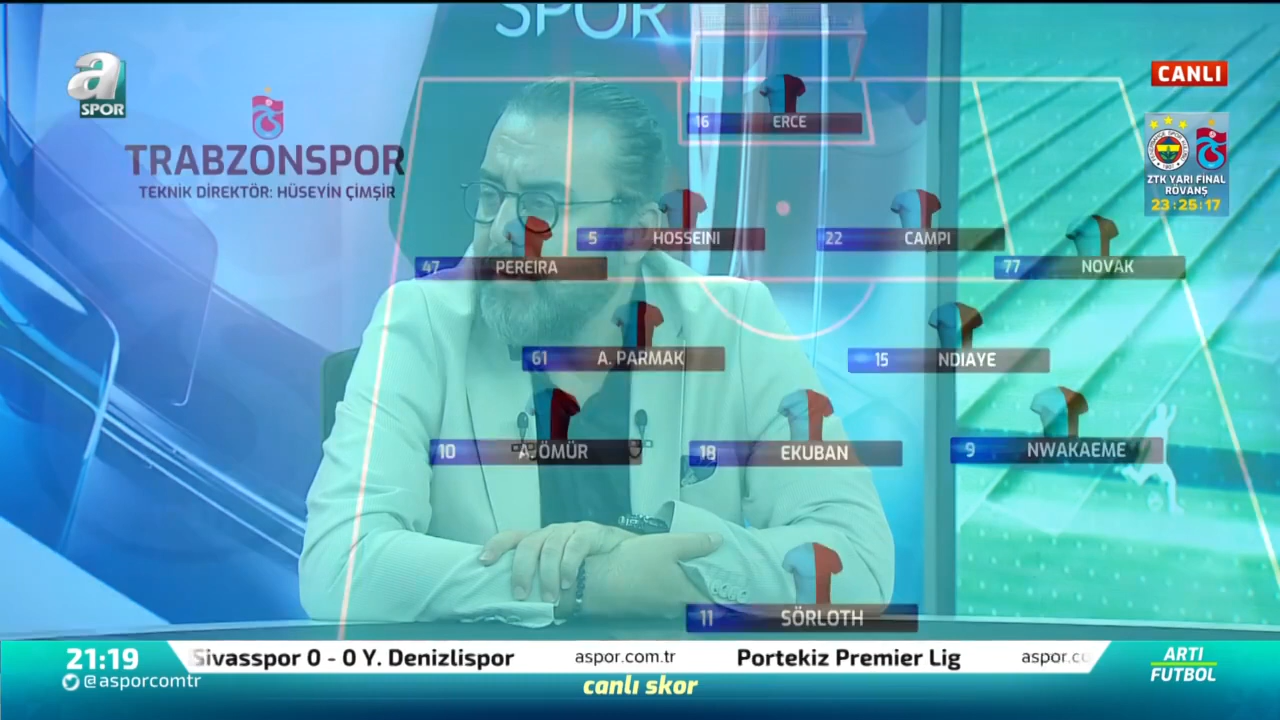 SPOR
a
SPOR
CANLI
TRABZONSPOR
TEKNİK DİREKTÖR: HÜSEYİN ÇİMŞİR
ZTK YARI FİNAL
RÖVANŞ
23:25:17
16 ERCE
5 HOSSEINI
22 CAMPI
47 PEREIRA
77 NOVAK
61 A. PARMAK
15 NDIAYE
10 A. ÖMÜR
18 EKUBAN
9 NWAKAEME
11 SÖRLOTH
21:19 Sivasspor 0 - 0 Y. Denizlispor aspor.com.tr Portekiz Premier Lig aspor.co
@asporcomtr
canlı skor
ARTI
FUTBOL